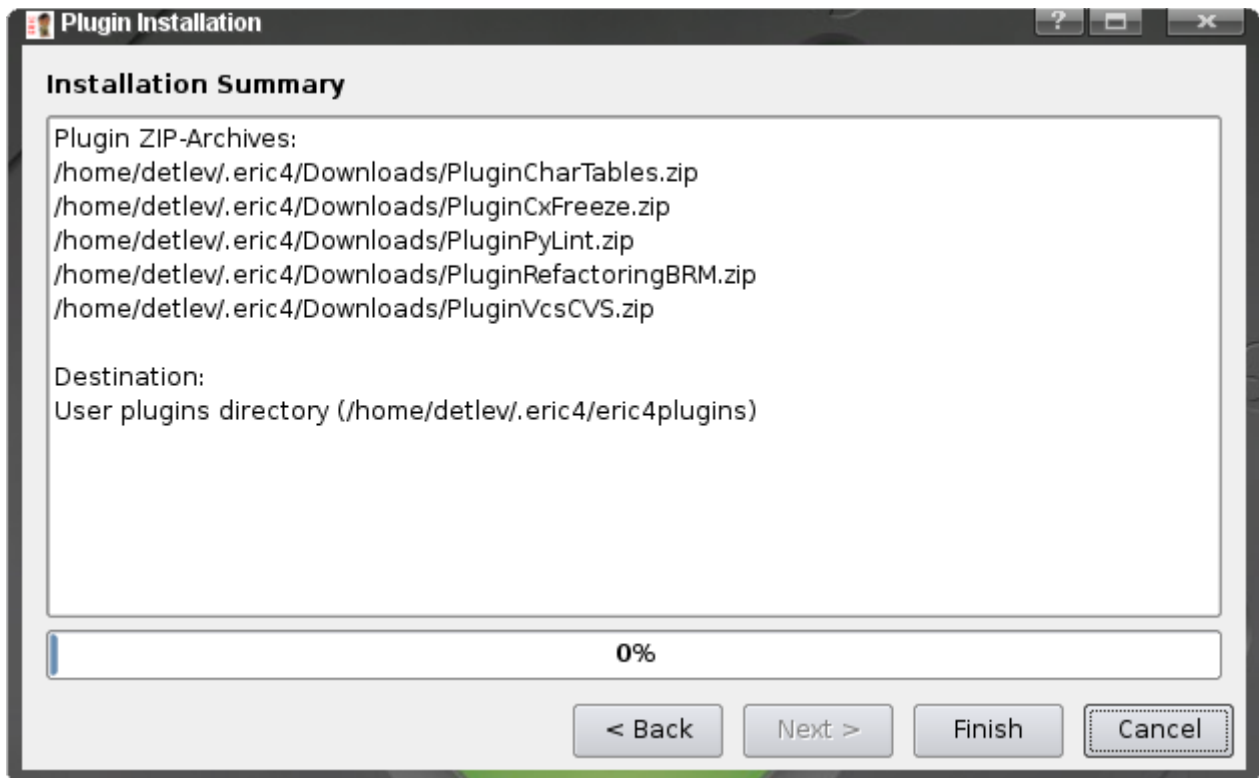 Plugin Installation
?
Installation Summary
Plugin ZIP-Archives:
/home/detlev/.eric4/Downloads/PluginCharTables.zip
/home/detlev/.eric4/Downloads/PluginCxFreeze.zip
/home/detlev/.eric4/Downloads/PluginPyLint.zip
/home/detlev/.eric4/Downloads/PluginRefactoringBRM.zip
/home/detlev/.eric4/Downloads/PluginVcsCVS.zip
Destination:
User plugins directory (/home/detlev/.eric4/eric4plugins)
0%
< Back Next > Finish Cancel